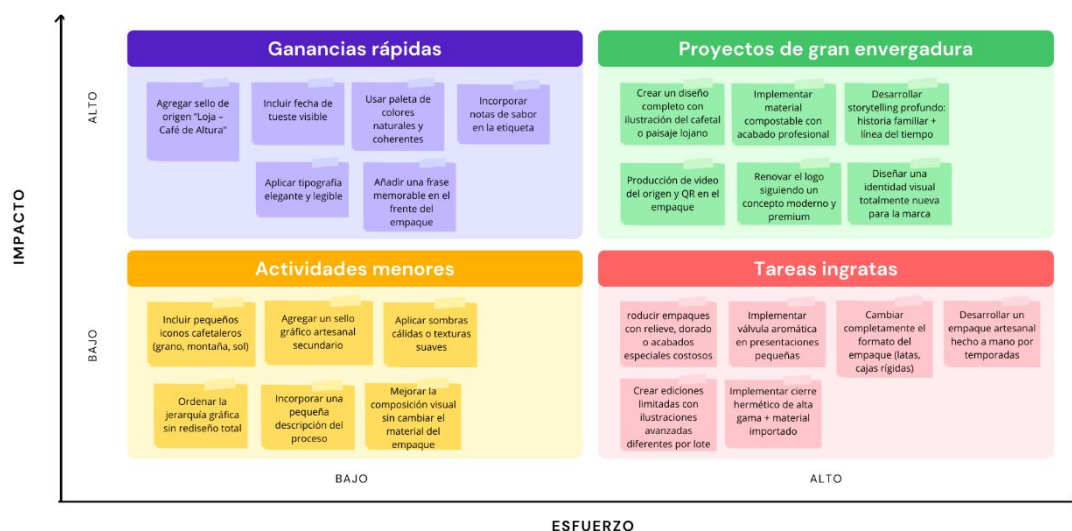 Ganancias rápidas
Agregar sello de
origen “Loja –
Café de Altura”
Incluir fecha de
tueste visible
Usar paleta de
colores
naturales y
coherentes
Incorporar
notas de sabor
en la etiqueta
Aplicar tipografía
elegante y legible
Añadir una frase
memorable en el
frente del
empaque
Proyectos de gran envergadura
Crear un diseño
completo con
ilustración del cafetal
o paisaje lojano
Implementar
material
compostable con
acabado profesional
Desarrollar
storytelling profundo:
historia familiar +
línea del tiempo
Producción de video
del origen y QR en el
empaque
Renovar el logo
siguiendo un
concepto moderno y
premium
Diseñar una
identidad visual
totalmente nueva
para la marca
Actividades menores
Incluir pequeños
iconos cafetaleros
(grano, montaña, sol)
Agregar un sello
gráfico artesanal
secundario
Aplicar sombras
cálidas o texturas
suaves
Ordenar la
jerarquía gráfica
sin rediseño total
Incorporar una
pequeña
descripción del
proceso
Mejorar la
composición visual
sin cambiar el
material del
empaque
Tareas ingratas
roducir empaques
con relieve, dorado
o acabados
especiales costosos
Implementar
válvula aromática
en presentaciones
pequeñas
Cambiar
completamente el
formato del
empaque (latas,
cajas rígidas)
Desarrollar un
empaque artesanal
hecho a mano por
temporadas
Crear ediciones
limitadas con
ilustraciones
avanzadas
diferentes por lote
Implementar cierre
hermético de alta
gama + material
importado
IMPACTO
ALTO
BAJO
BAJO
ALTO
ESFUERZO